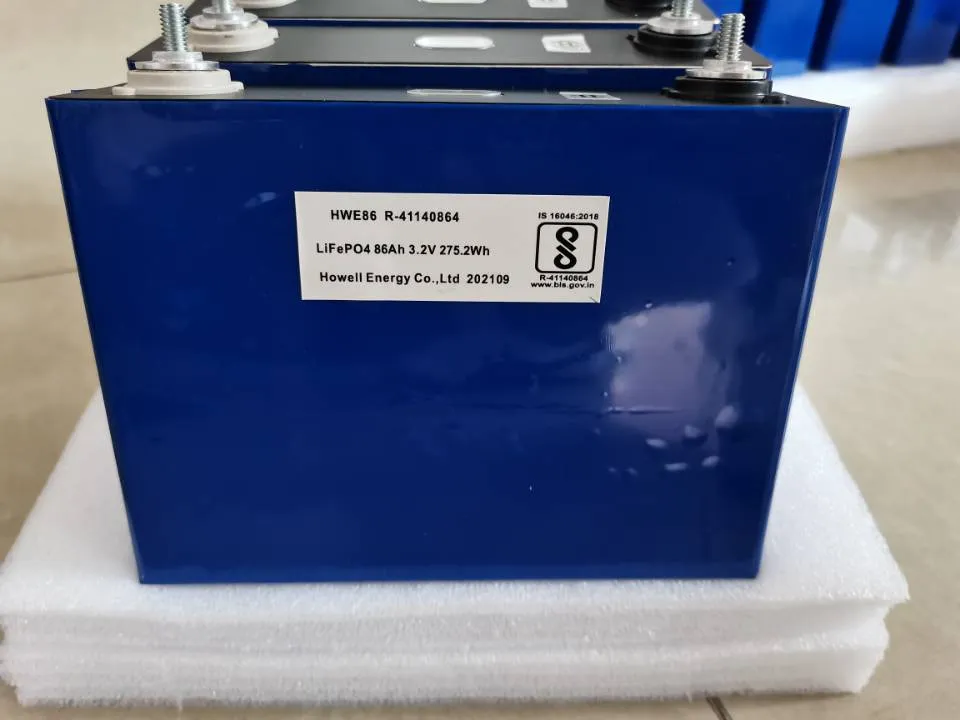 HWE86 R-41140864
LiFePO4 86Ah 3.2V 275.2Wh
Howell Energy Co.,Ltd 202109
IS 16046:2018
R-41140864
www.bis.gov.in